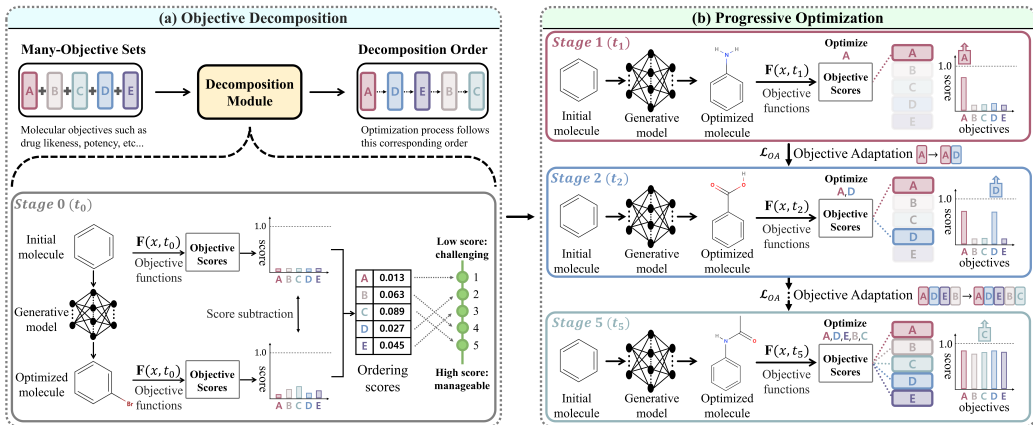 (a) Objective Decomposition
Many-Objective Sets
A + B + C + D + E
Molecular objectives such as
drug likeness, potency, etc...
Decomposition
Module
Decomposition Order
A D E B C
Optimization process follows
this corresponding order
Stage 0 (t₀)
Initial
molecule
F(x, t₀)
Objective
functions
Objective
Scores
score
1.0
A B C D E
Generative
model
Score subtraction
Optimized
molecule
Br
F(x, t₀)
Objective
functions
Objective
Scores
score
1.0
A B C D E
A 0.013
B 0.063
C 0.089
D 0.027
E 0.045
Ordering
scores
Low score:
challenging
1
2
3
4
5
High score:
manageable
(b) Progressive Optimization
Stage 1 (t₁)
Initial
molecule
Generative
model
H N H
Optimized
molecule
F(x, t₁)
Objective
functions
Optimize
A
Objective
Scores
A
B
C
D
E
A
1.0
score
A B C D E
objectives
ℒOA Objective Adaptation A → A D
Stage 2 (t₂)
Initial
molecule
Generative
model
O O H
Optimized
molecule
F(x, t₂)
Objective
functions
Optimize
A,D
Objective
Scores
A
B
C
D
E
D
1.0
score
A B C D E
objectives
ℒOA Objective Adaptation A D E B → A D E B C
Stage 5 (t₅)
Initial
molecule
Generative
model
H N O
Optimized
molecule
F(x, t₅)
Objective
functions
Optimize
A,D,E,B,C
Objective
Scores
A
B
C
D
E
C
1.0
score
A B C D E
objectives